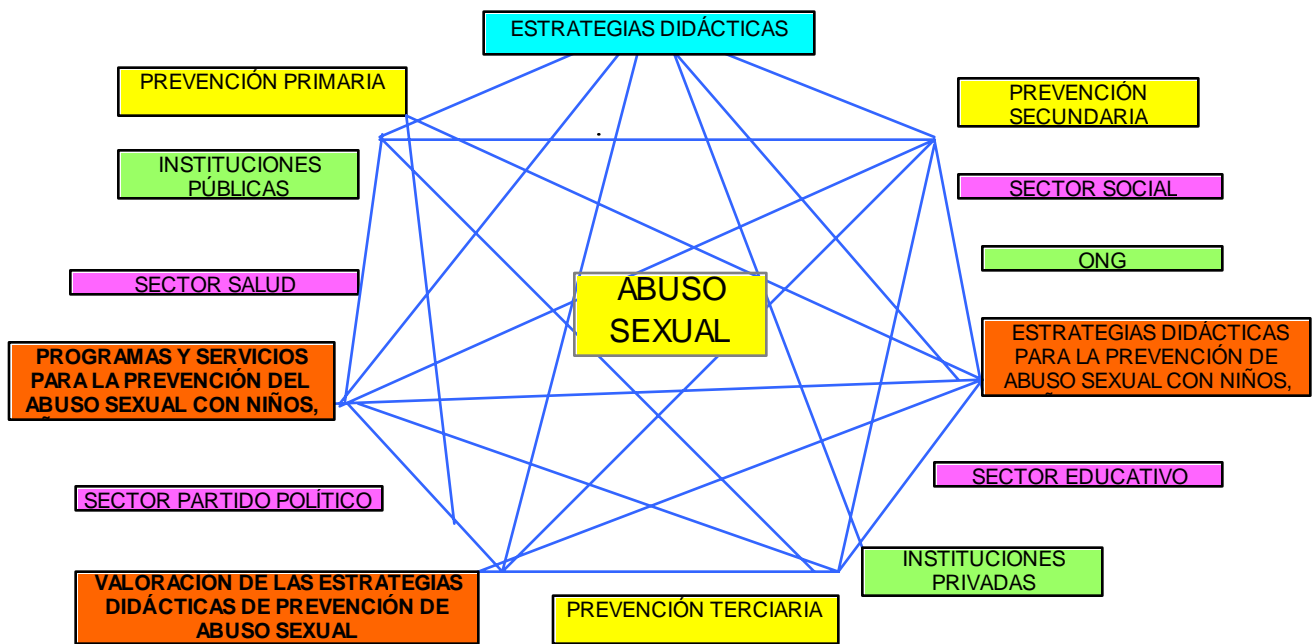 ESTRATEGIAS DIDÁCTICAS
PREVENCIÓN PRIMARIA
PREVENCIÓN
SECUNDARIA
INSTITUCIONES
PÚBLICAS
SECTOR SOCIAL
ONG
SECTOR SALUD
ABUSO
SEXUAL
PROGRAMAS Y SERVICIOS
PARA LA PREVENCIÓN DEL
ABUSO SEXUAL CON NIÑOS,
ESTRATEGIAS DIDÁCTICAS
PARA LA PREVENCIÓN DE
ABUSO SEXUAL CON NIÑOS,
SECTOR EDUCATIVO
SECTOR PARTIDO POLÍTICO
INSTITUCIONES
PRIVADAS
VALORACION DE LAS ESTRATEGIAS
DIDÁCTICAS DE PREVENCIÓN DE
ABUSO SEXUAL
PREVENCIÓN TERCIARIA